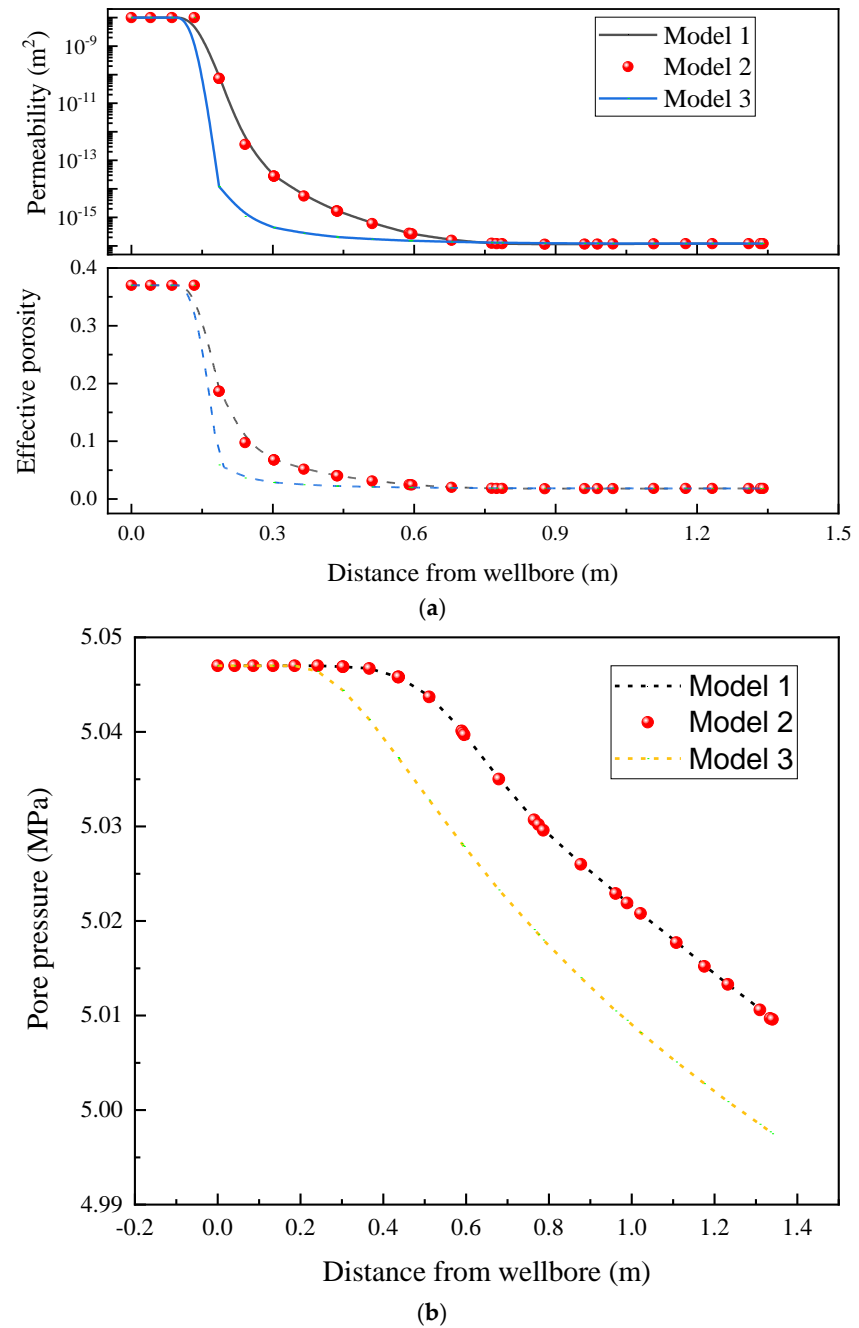 Permeability (m²)
10⁻⁹
10⁻¹¹
10⁻¹³
10⁻¹⁵
Model 1
Model 2
Model 3
Effective porosity
0.4
0.3
0.2
0.1
0.0
0.0 0.3 0.6 0.9 1.2 1.5
Distance from wellbore (m)
(a)
Pore pressure (MPa)
5.05
5.04
5.03
5.02
5.01
5.00
4.99
Model 1
Model 2
Model 3
-0.2 0.0 0.2 0.4 0.6 0.8 1.0 1.2 1.4
Distance from wellbore (m)
(b)